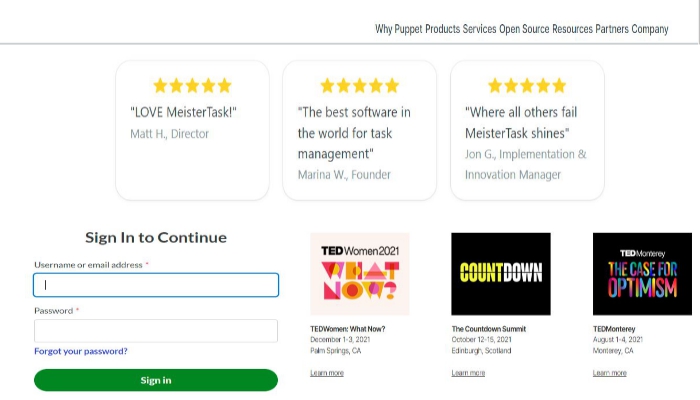 Why Puppet Products Services Open Source Resources Partners Company
"LOVE MeisterTask!"
Matt H., Director
"The best software in
the world for task
management"
Marina W., Founder
"Where all others fail
MeisterTask shines"
Jon G., Implementation &
Innovation Manager
Sign In to Continue
Username or email address *
Password *
Forgot your password?
Sign in
TEDWomen2021
WHAT
NOW?
TEDWomen: What Now?
December 1-3, 2021
Palm Springs, CA
Learn more
COUNTDOWN
The Countdown Summit
October 12-15, 2021
Edinburgh, Scotland
Learn more
TEDMonterey
THE CASE FOR
OPTIMISM
TEDMonterey
August 1-4, 2021
Monterey, CA
Learn more